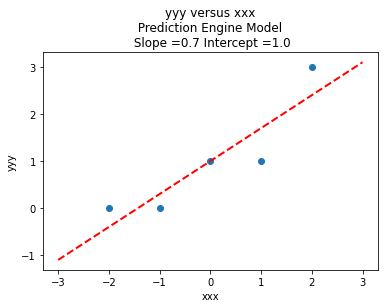 yyy versus xxx
Prediction Engine Model
Slope =0.7 Intercept =1.0
3
2
1
0
−1
yyy
−3 −2 −1 0 1 2 3
xxx